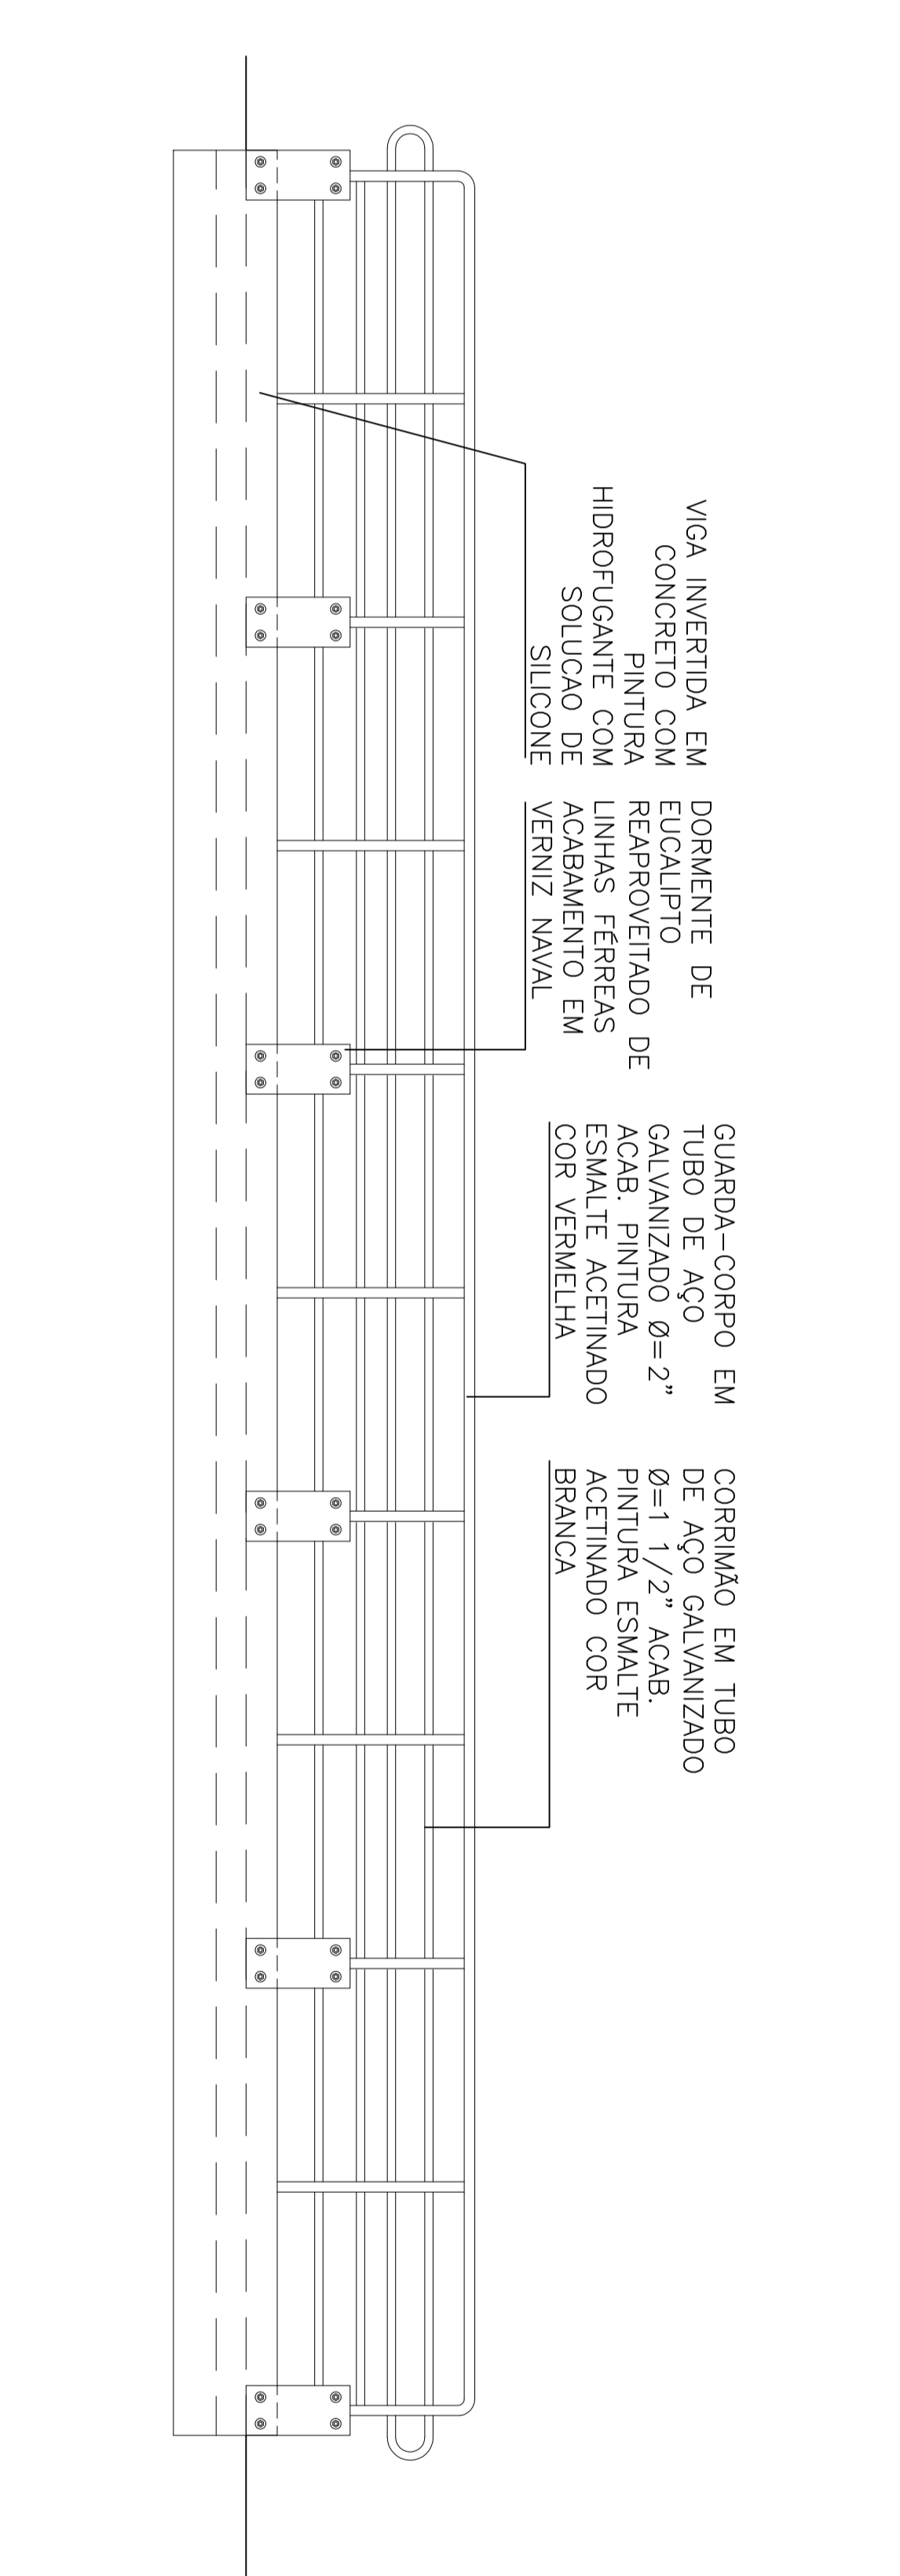 VIGA INVERTIDA EM
CONCRETO COM
PINTURA
HIDROFUGANTE COM
SOLUCAO DE
SILICONE
DORMENTE DE
EUCALIPTO
REAPROVEITADO DE
LINHAS FÉRREAS
ACABAMENTO EM
VERNIZ NAVAL
GUARDA-CORPO EM
TUBO DE AÇO
GALVANIZADO Ø=2"
ACAB. PINTURA
ESMALTE ACETINADO
COR VERMELHA
CORRIMÃO EM TUBO
DE AÇO GALVANIZADO
Ø=1 1/2" ACAB.
PINTURA ESMALTE
ACETINADO COR
BRANCA